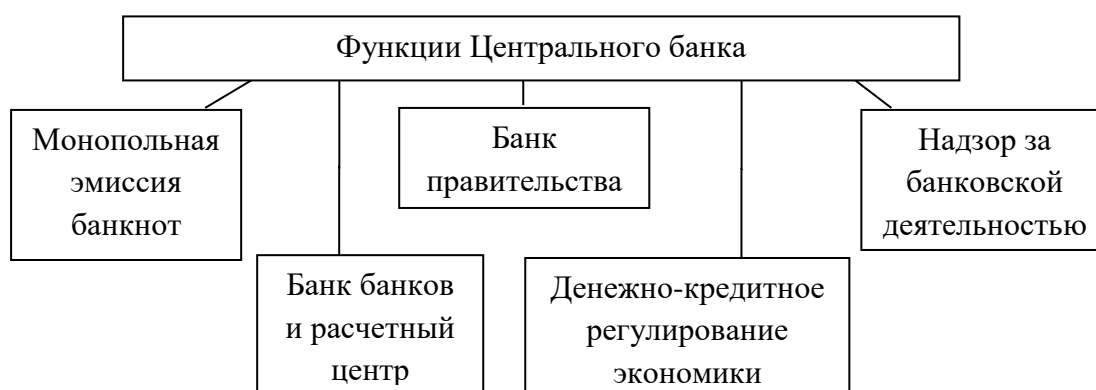 Функции Центрального банка
Монопольная
эмиссия
банкнот
Банк
правительства
Надзор за
банковской
деятельностью
Банк банков
и расчетный
центр
Денежно-кредитное
регулирование
экономики